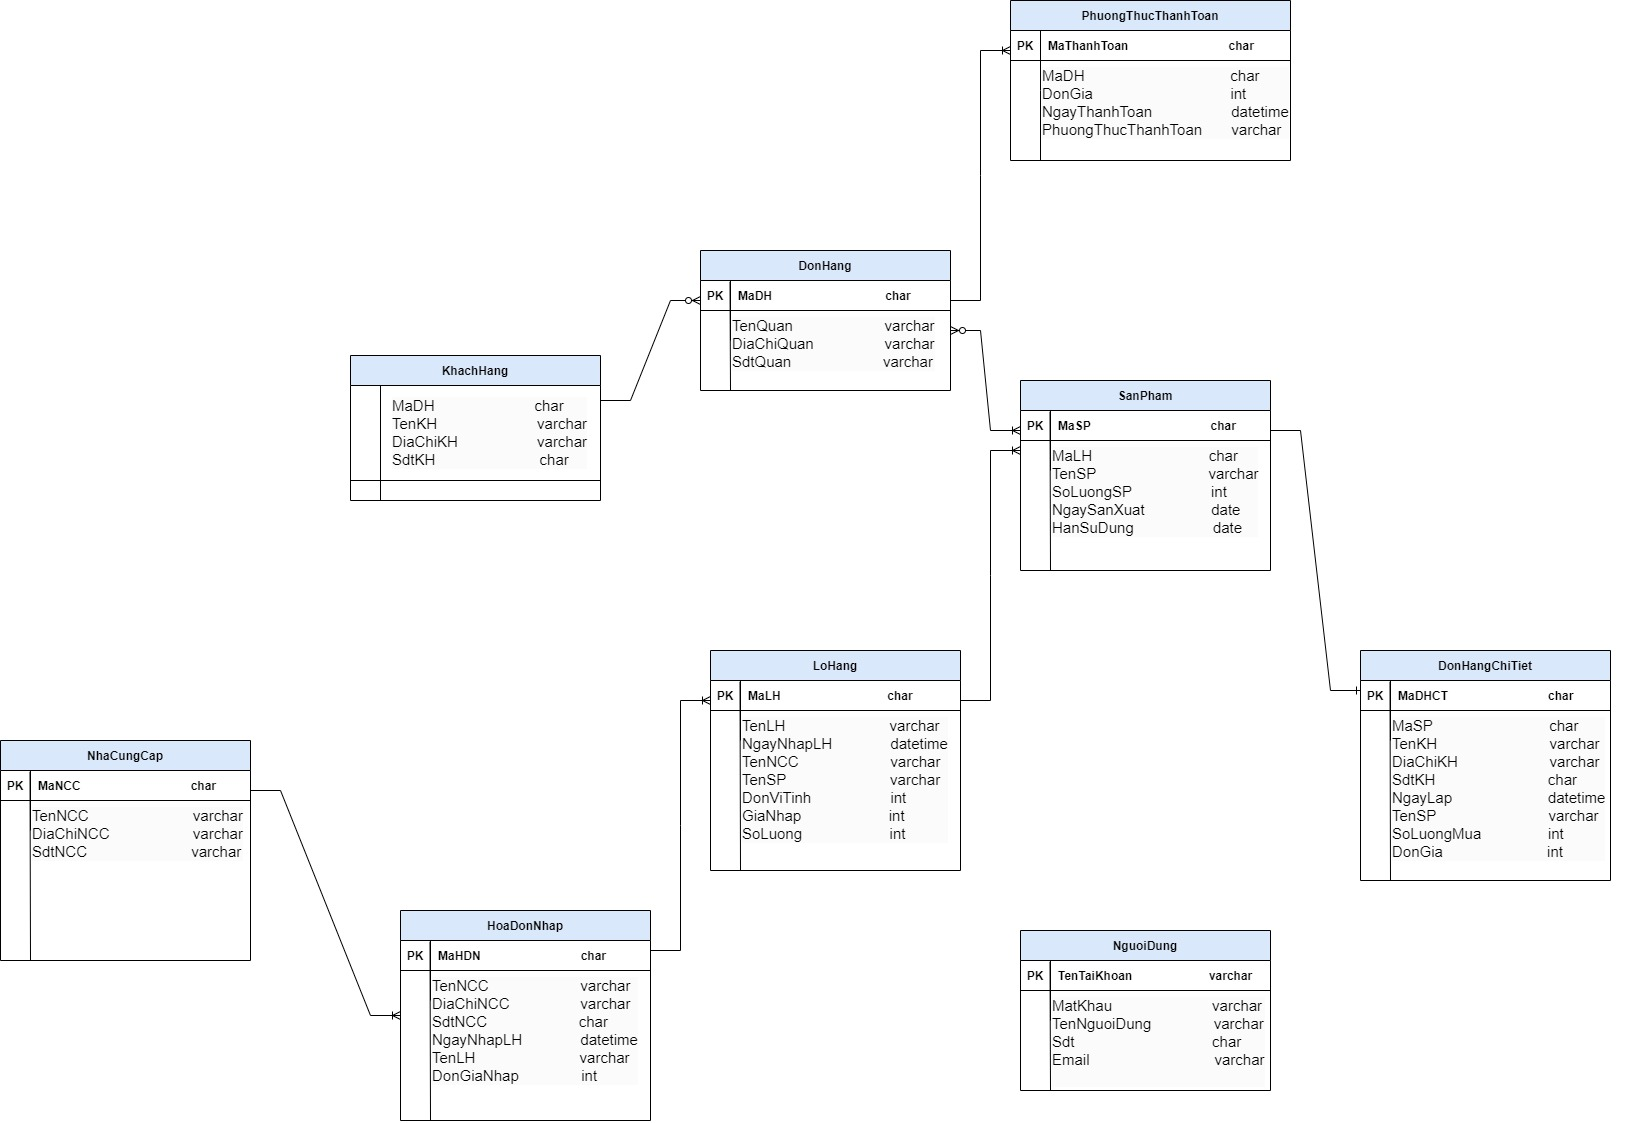 PhuongThucThanhToan
PK MaThanhToan char
MaDH char
DonGia int
NgayThanhToan datetime
PhuongThucThanhToan varchar
DonHang
PK MaDH char
TenQuan varchar
DiaChiQuan varchar
SdtQuan varchar
KhachHang
MaDH char
TenKH varchar
DiaChiKH varchar
SdtKH char
SanPham
PK MaSP char
MaLH char
TenSP varchar
SoLuongSP int
NgaySanXuat date
HanSuDung date
LoHang
PK MaLH char
TenLH varchar
NgayNhapLH datetime
TenNCC varchar
TenSP varchar
DonViTinh int
GiaNhap int
SoLuong int
DonHangChiTiet
PK MaDHCT char
MaSP char
TenKH varchar
DiaChiKH varchar
SdtKH char
NgayLap datetime
TenSP varchar
SoLuongMua int
DonGia int
NhaCungCap
PK MaNCC char
TenNCC varchar
DiaChiNCC varchar
SdtNCC varchar
HoaDonNhap
PK MaHDN char
TenNCC varchar
DiaChiNCC varchar
SdtNCC char
NgayNhapLH datetime
TenLH varchar
DonGiaNhap int
NguoiDung
PK TenTaiKhoan varchar
MatKhau varchar
TenNguoiDung varchar
Sdt char
Email varchar